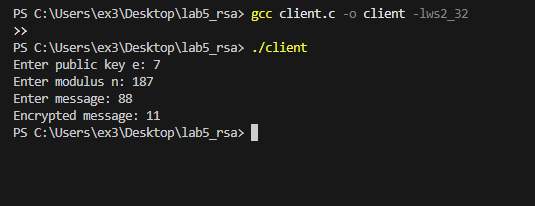 PS C:\Users\ex3\Desktop\lab5_rsa> gcc client.c -o client -lws2_32
>>
PS C:\Users\ex3\Desktop\lab5_rsa> ./client
Enter public key e: 7
Enter modulus n: 187
Enter message: 88
Encrypted message: 11
PS C:\Users\ex3\Desktop\lab5_rsa>